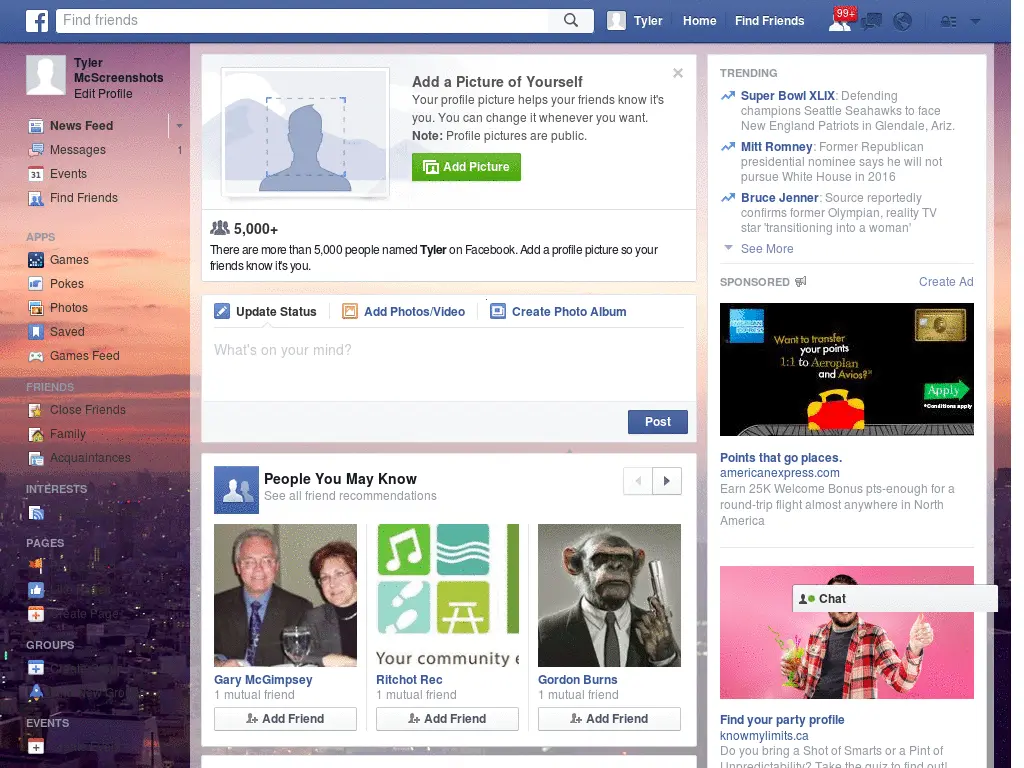 f
Find friends
Tyler
Home
Find Friends
99+
Tyler
McScreenshots
Edit Profile
News Feed
Messages
1
31
Events
Find Friends
APPS
Games
Pokes
Photos
Saved
Games Feed
FRIENDS
Close Friends
Family
Acquaintances
INTERESTS
PAGES
Create Page
GROUPS
EVENTS
Add a Picture of Yourself
Your profile picture helps your friends know it's
you. You can change it whenever you want.
Note: Profile pictures are public.
Add Picture
5,000+
There are more than 5,000 people named Tyler on Facebook. Add a profile picture so your
friends know it's you.
Update Status
Add Photos/Video
Create Photo Album
What's on your mind?
Post
People You May Know
See all friend recommendations
Your community
Gary McGimpsey
1 mutual friend
Add Friend
Ritchot Rec
1 mutual friend
Add Friend
Gordon Burns
1 mutual friend
Add Friend
TRENDING
Super Bowl XLIX: Defending
champions Seattle Seahawks to face
New England Patriots in Glendale, Ariz.
Mitt Romney: Former Republican
presidential nominee says he will not
pursue White House in 2016
Bruce Jenner: Source reportedly
confirms former Olympian, reality TV
star 'transitioning into a woman'
See More
SPONSORED
Create Ad
AMERICAN
EXPRESS
Want to transfer
your points
1:1 to Aeroplan
and Avios?*
Apply
*Conditions apply
Points that go places.
americanexpress.com
Earn 25K Welcome Bonus pts-enough for a
round-trip flight almost anywhere in North
America
Chat
Find your party profile
knowmylimits.ca
Do you bring a Shot of Smarts or a Pint of
Unpredictability? Take the quiz to find out!